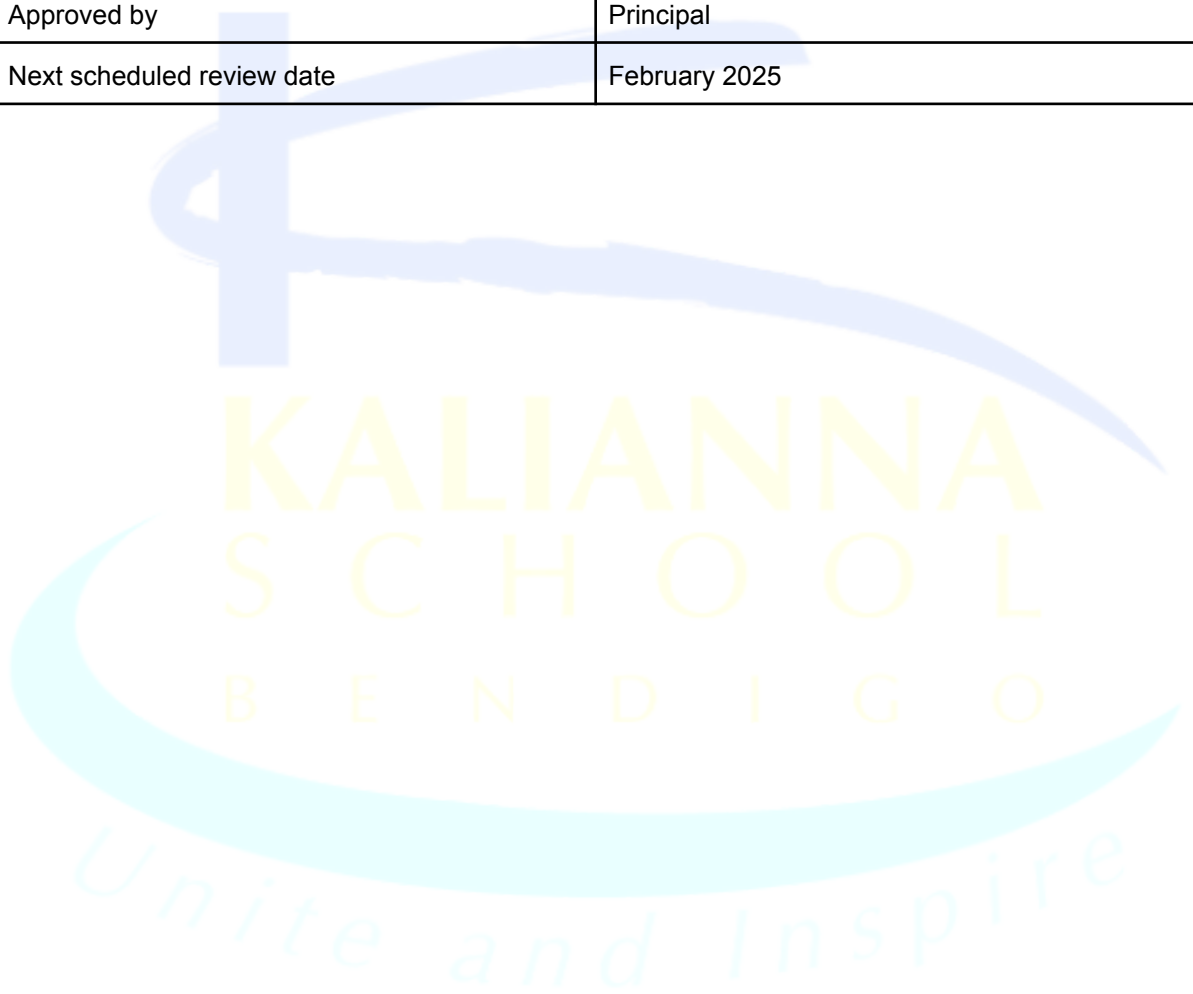 Approved by Principal
Next scheduled review date February 2025
KALIANNA
SCHOOL
BENDIGO
Unite and Inspire